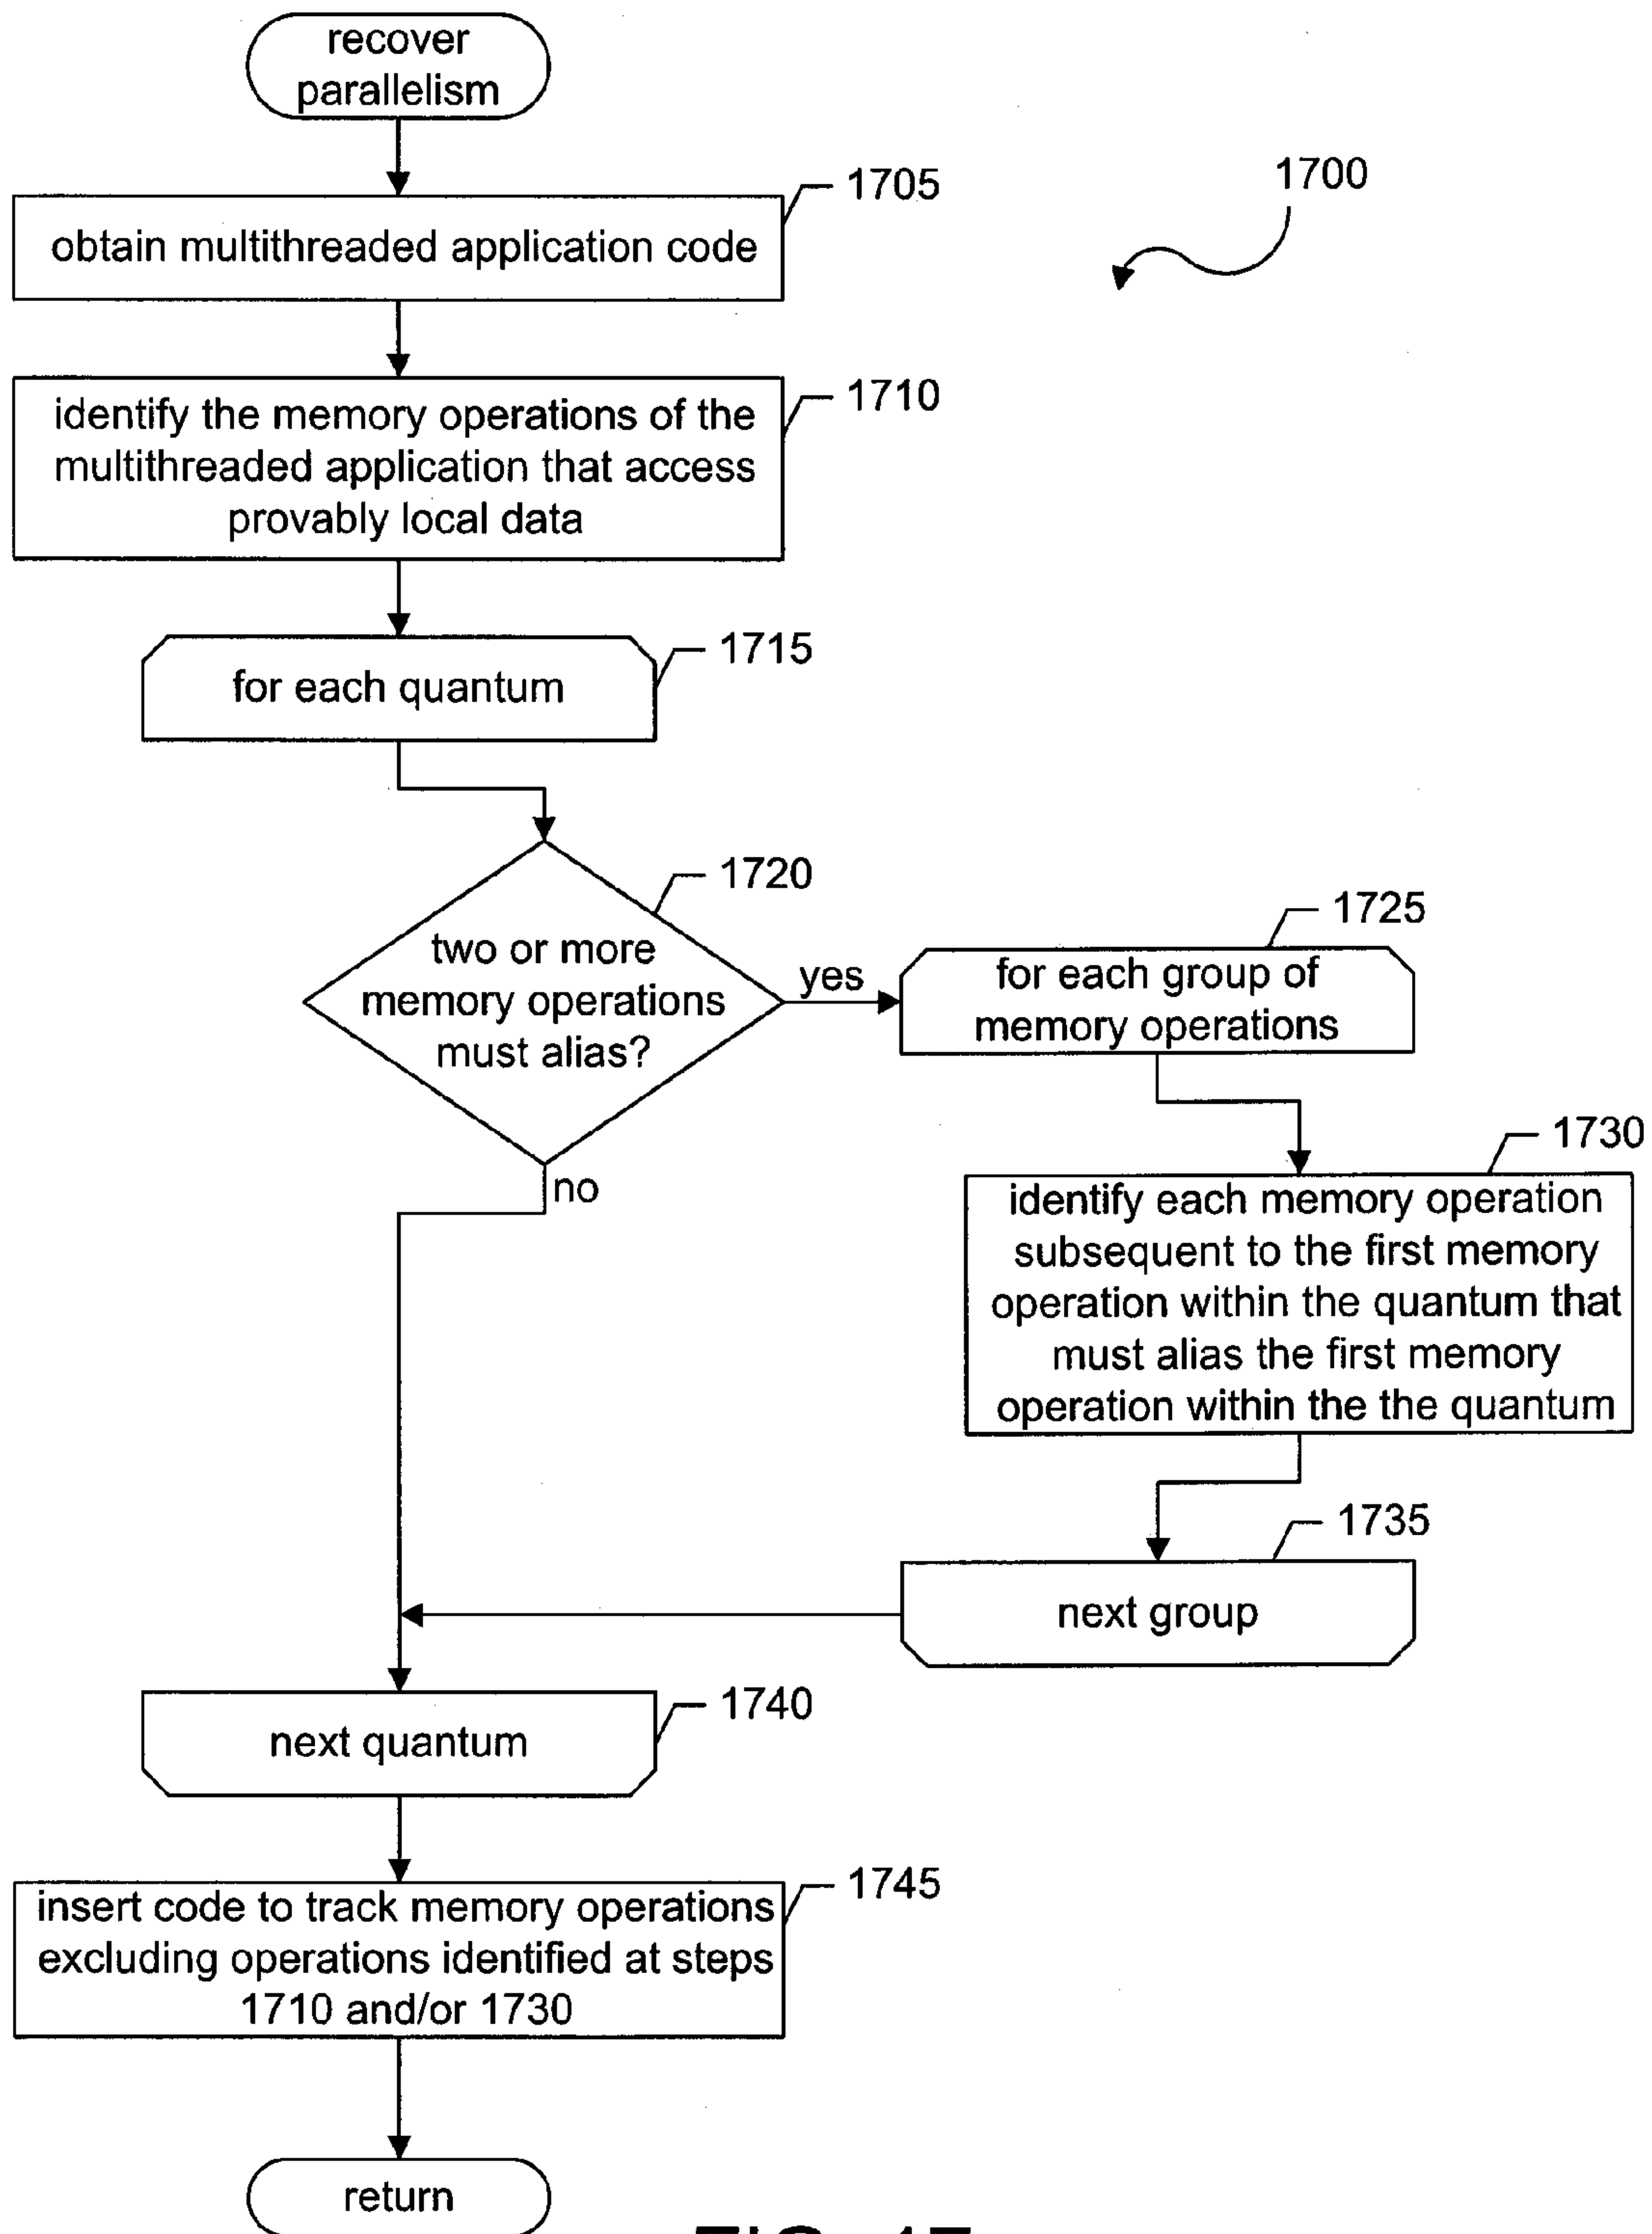 recover
parallelism
1705
1700
obtain multithreaded application code
1710
identify the memory operations of the
multithreaded application that access
provably local data
1715
for each quantum
1720
two or more
memory operations
must alias?
yes
1725
for each group of
memory operations
no
1730
identify each memory operation
subsequent to the first memory
operation within the quantum that
must alias the first memory
operation within the the quantum
1735
next group
1740
next quantum
1745
insert code to track memory operations
excluding operations identified at steps
1710 and/or 1730
return